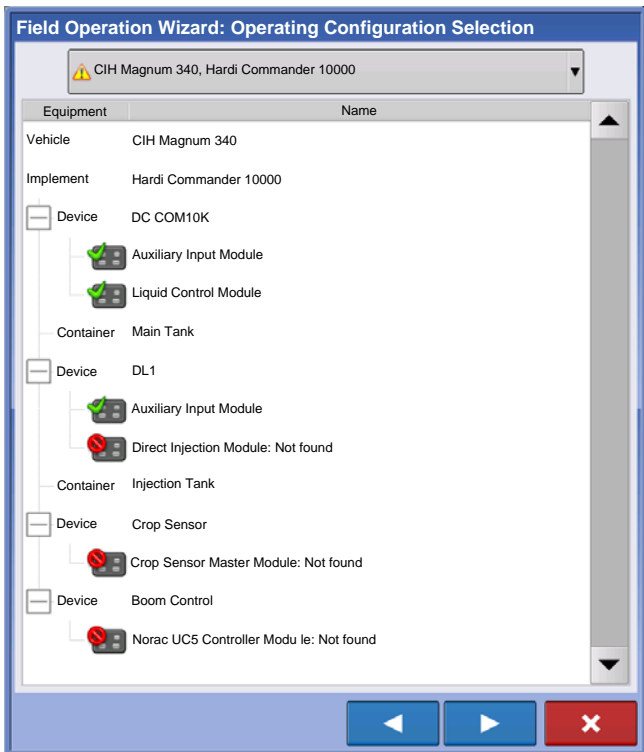 Field Operation Wizard: Operating Configuration Selection
CIH Magnum 340, Hardi Commander 10000
Equipment Name
Vehicle CIH Magnum 340
Implement Hardi Commander 10000
Device DC COM10K
Auxiliary Input Module
Liquid Control Module
Container Main Tank
Device DL1
Auxiliary Input Module
Direct Injection Module: Not found
Container Injection Tank
Device Crop Sensor
Crop Sensor Master Module: Not found
Device Boom Control
Norac UC5 Controller Modu le: Not found